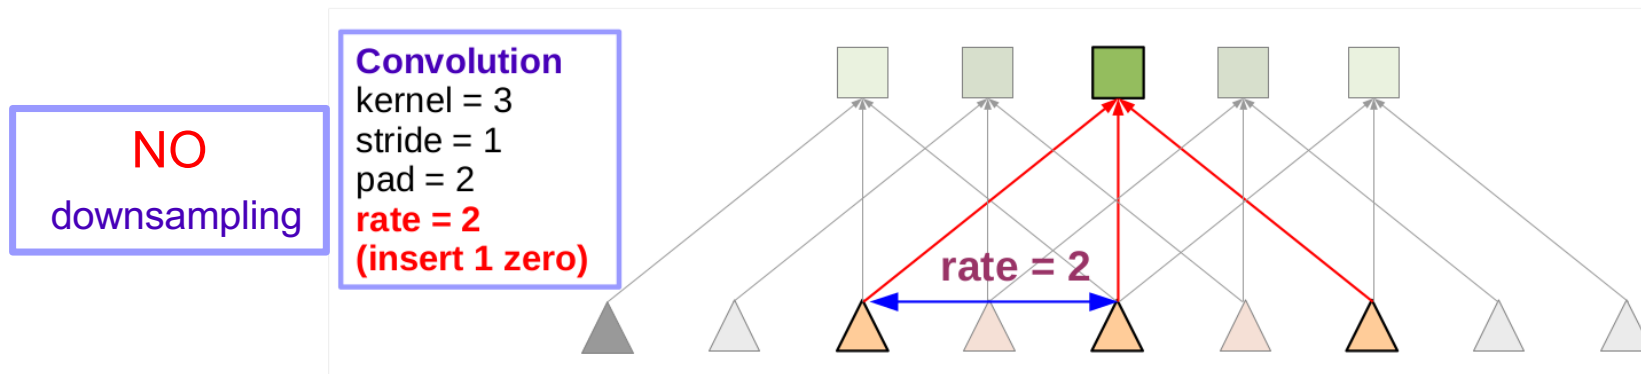 NO
downsampling
Convolution
kernel = 3
stride = 1
pad = 2
rate = 2
(insert 1 zero)
rate = 2